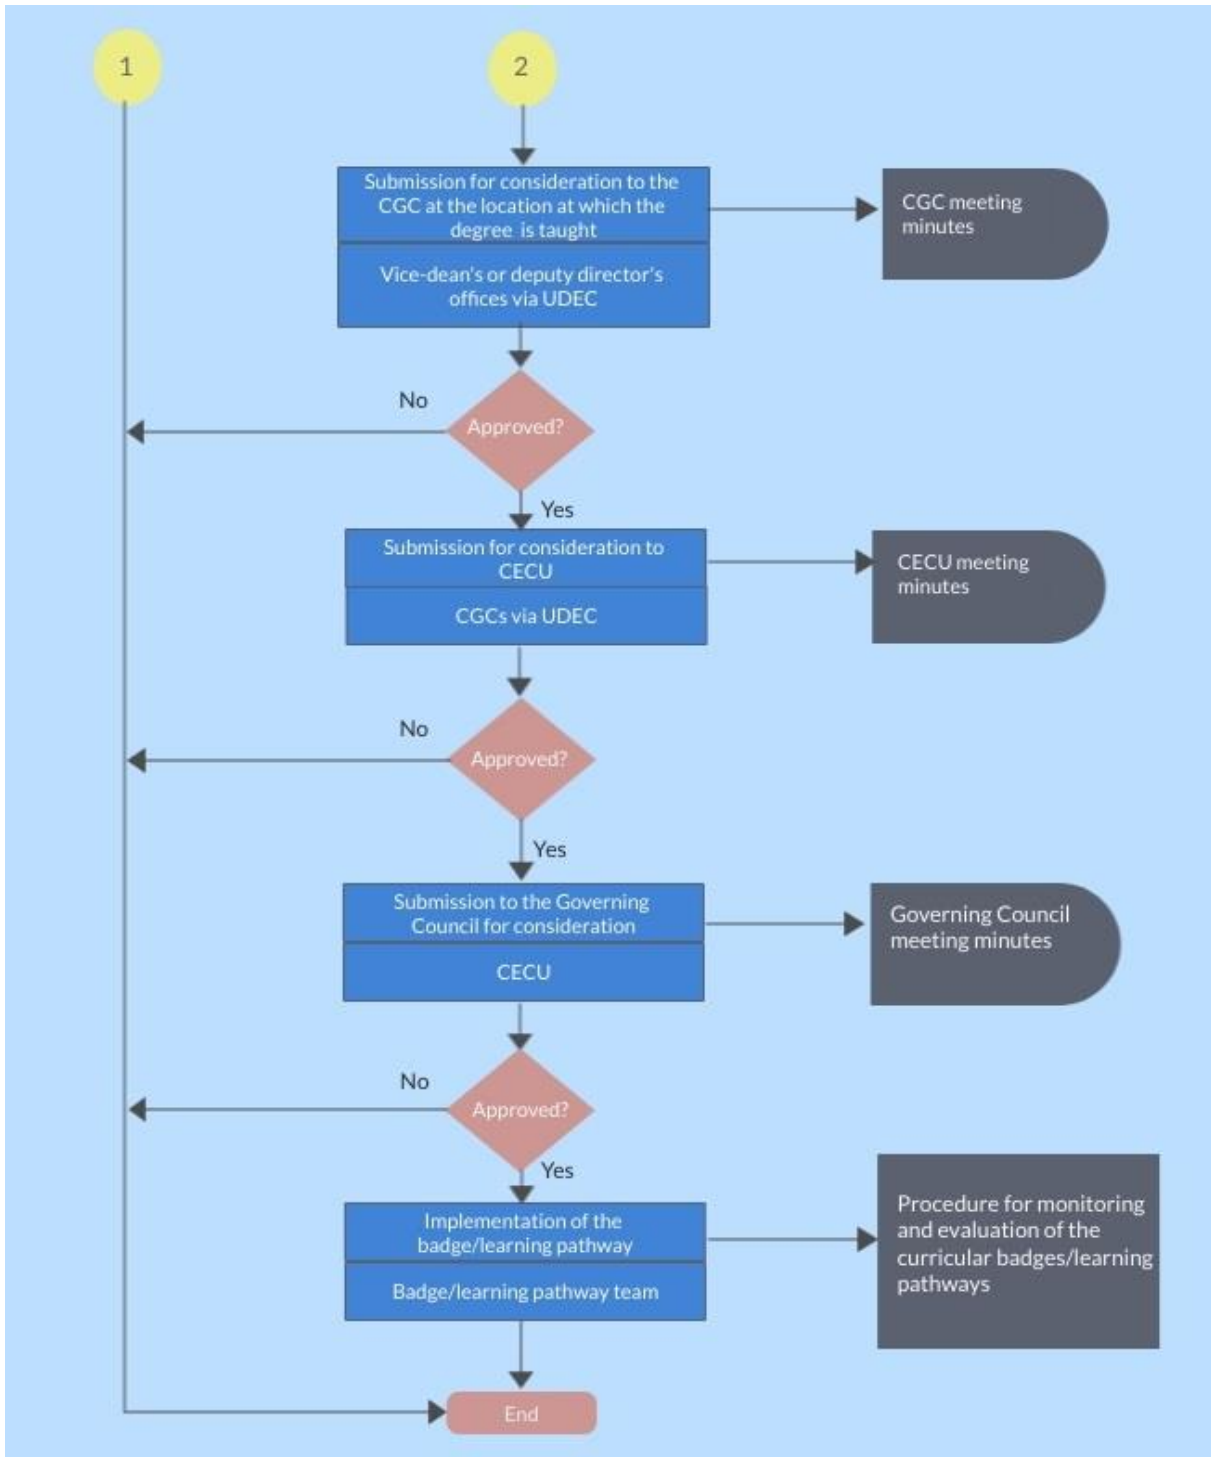 1
2
Submission for consideration to the
CGC at the location at which the
degree is taught
Vice-dean's or deputy director's
offices via UDEC
CGC meeting
minutes
No
Approved?
Yes
Submission for consideration to
CECU
CGCs via UDEC
CECU meeting
minutes
No
Approved?
Yes
Submission to the Governing
Council for consideration
CECU
Governing Council
meeting minutes
No
Approved?
Yes
Implementation of the
badge/learning pathway
Badge/learning pathway team
Procedure for monitoring
and evaluation of the
curricular badges/learning
pathways
End